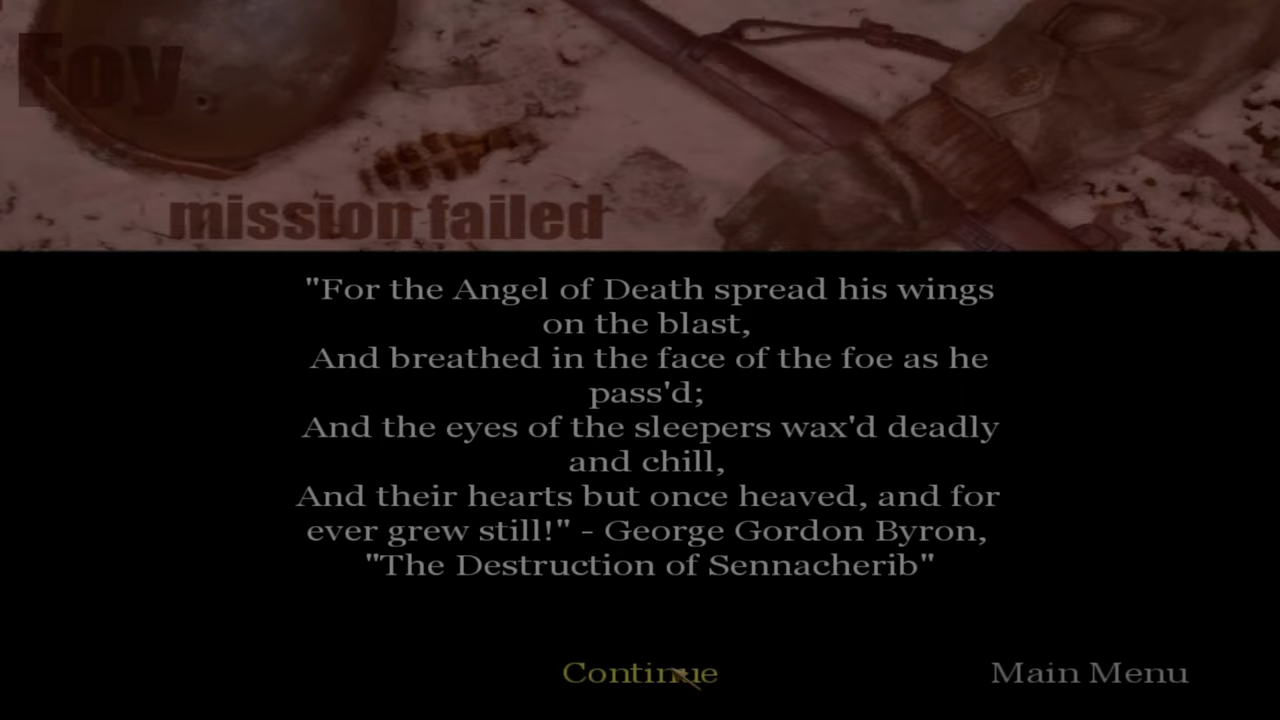 Foy
mission failed
"For the Angel of Death spread his wings
on the blast,
And breathed in the face of the foe as he
pass'd;
And the eyes of the sleepers wax'd deadly
and chill,
And their hearts but once heaved, and for
ever grew still!" - George Gordon Byron,
"The Destruction of Sennacherib"
Continue
Main Menu